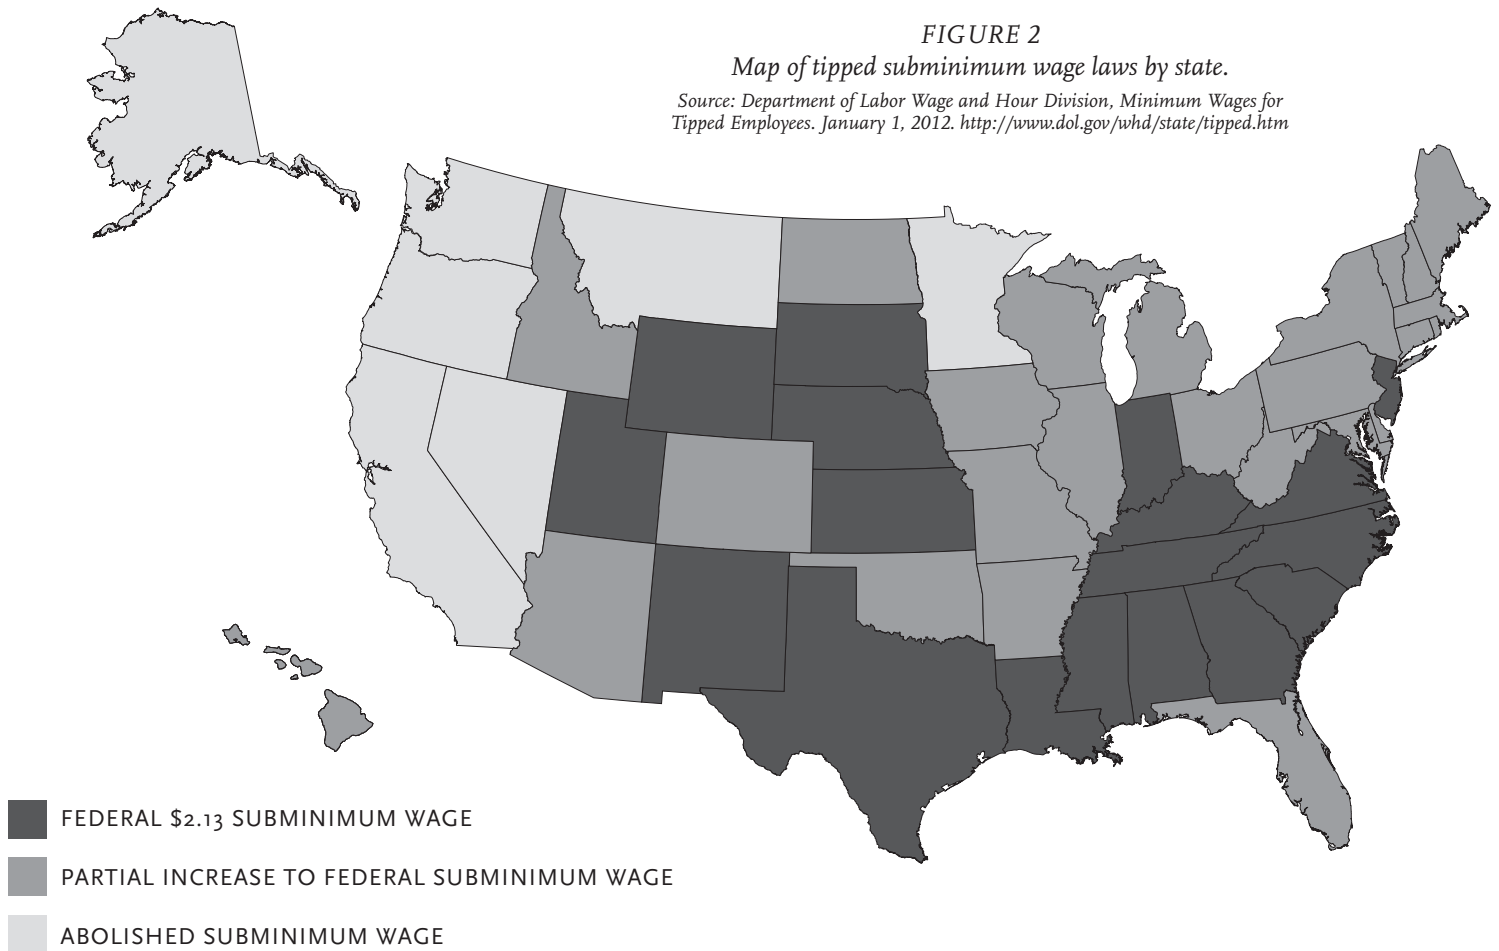 FIGURE 2
Map of tipped subminimum wage laws by state.
Source: Department of Labor Wage and Hour Division, Minimum Wages for
Tipped Employees. January 1, 2012. http://www.dol.gov/whd/state/tipped.htm
FEDERAL $2.13 SUBMINIMUM WAGE
PARTIAL INCREASE TO FEDERAL SUBMINIMUM WAGE
ABOLISHED SUBMINIMUM WAGE